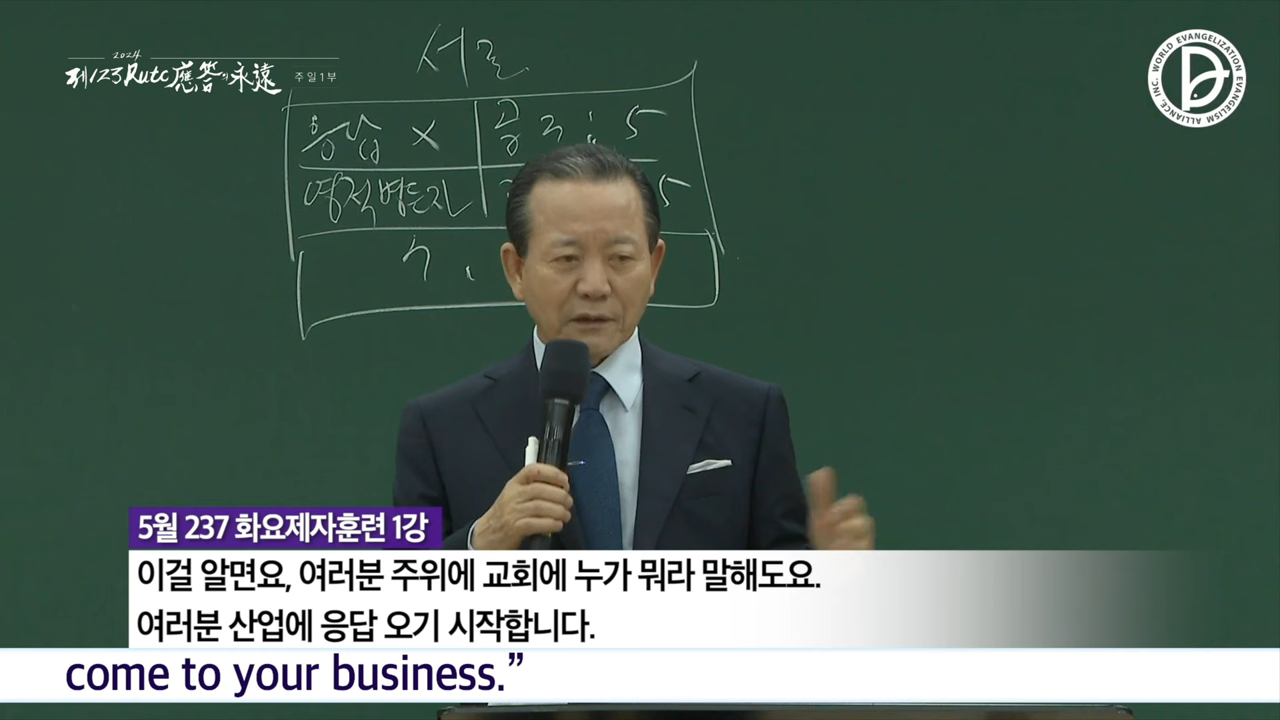 2024
제123 Rutc 應答의 永遠 주일1부
WORLD EVANGELIZATION EVANGELISM ALLIANCE, INC.
서론
응답 X
영적병든자 5
5월 237 화요제자훈련 1강
이걸 알면요, 여러분 주위에 교회에 누가 뭐라 말해도요.
여러분 산업에 응답 오기 시작합니다.
come to your business.”